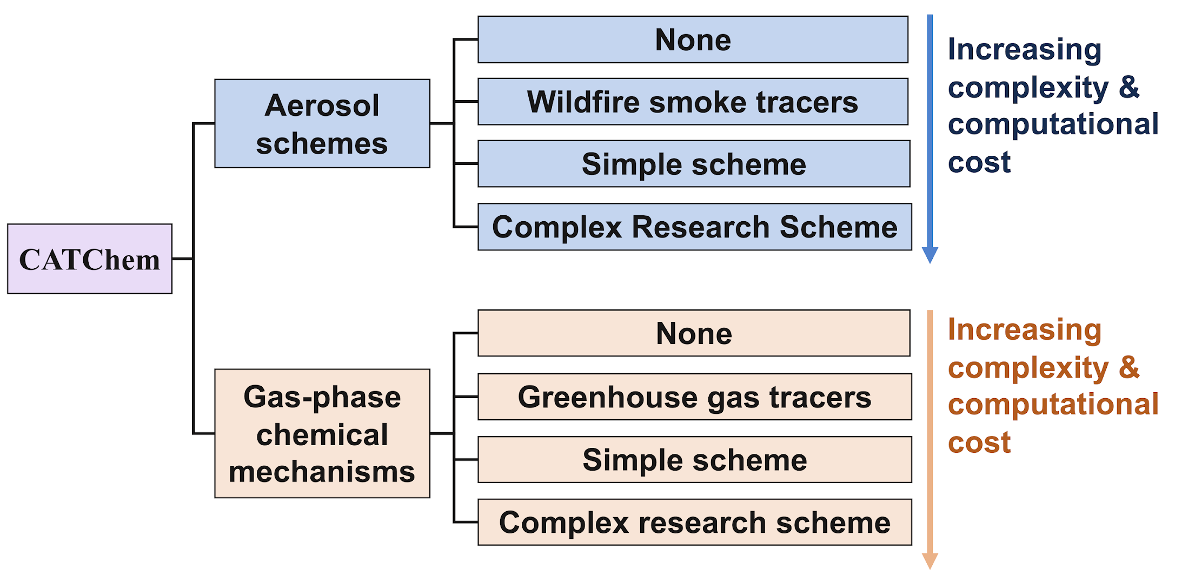 CATChem
Aerosol
schemes
None
Wildfire smoke tracers
Simple scheme
Complex Research Scheme
Increasing
complexity &
computational
cost
Gas-phase
chemical
mechanisms
None
Greenhouse gas tracers
Simple scheme
Complex research scheme
Increasing
complexity &
computational
cost